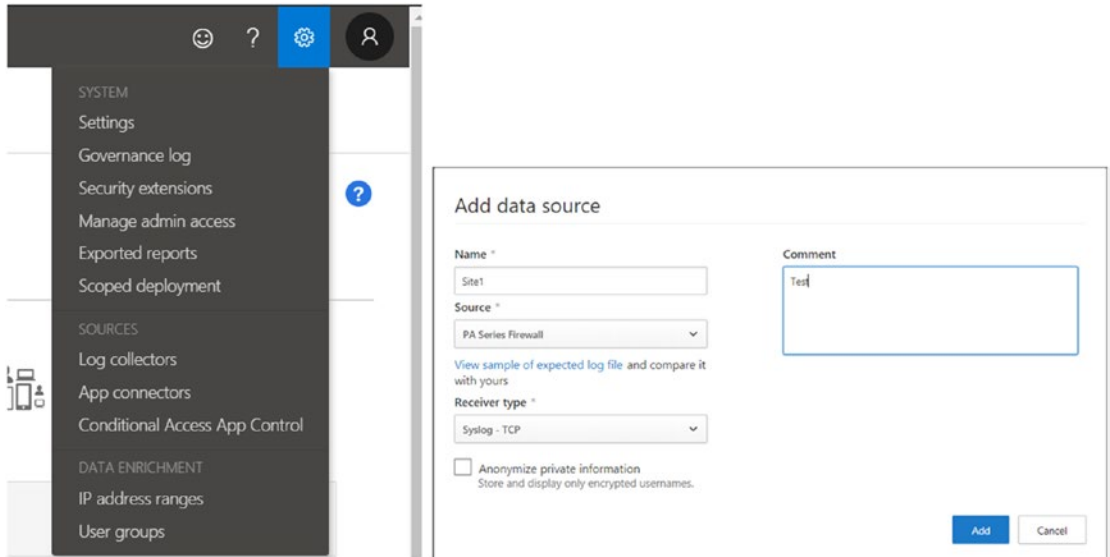 SYSTEM
Settings
Governance log
Security extensions
Manage admin access
Exported reports
Scoped deployment
SOURCES
Log collectors
App connectors
Conditional Access App Control
DATA ENRICHMENT
IP address ranges
User groups
Add data source
Name *
Site1
Source *
PA Series Firewall
View sample of expected log file and compare it
with yours
Receiver type *
Syslog - TCP
Anonymize private information
Store and display only encrypted usernames.
Comment
Test
Add
Cancel